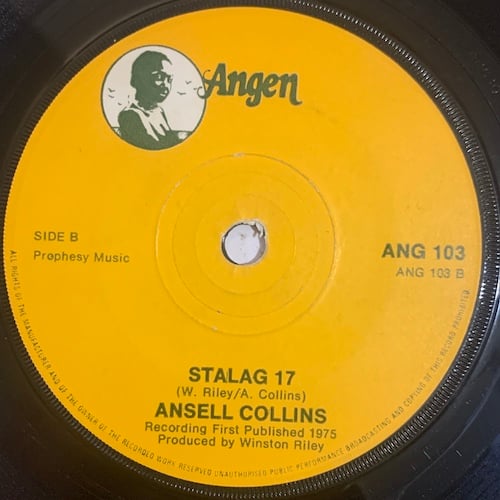 Angen
SIDE B
Prophesy Music
ANG 103
ANG 103 B
STALAG 17
(W. Riley/A. Collins)
ANSELL COLLINS
Recording First Published 1975
Produced by Winston Riley
ALL RIGHTS OF THE MANUFACTURER AND OF THE OWNER OF THE RECORDED WORK RESERVED UNAUTHORISED PUBLIC PERFORMANCE BROADCASTING AND COPYING OF THIS RECORD PROHIBITED